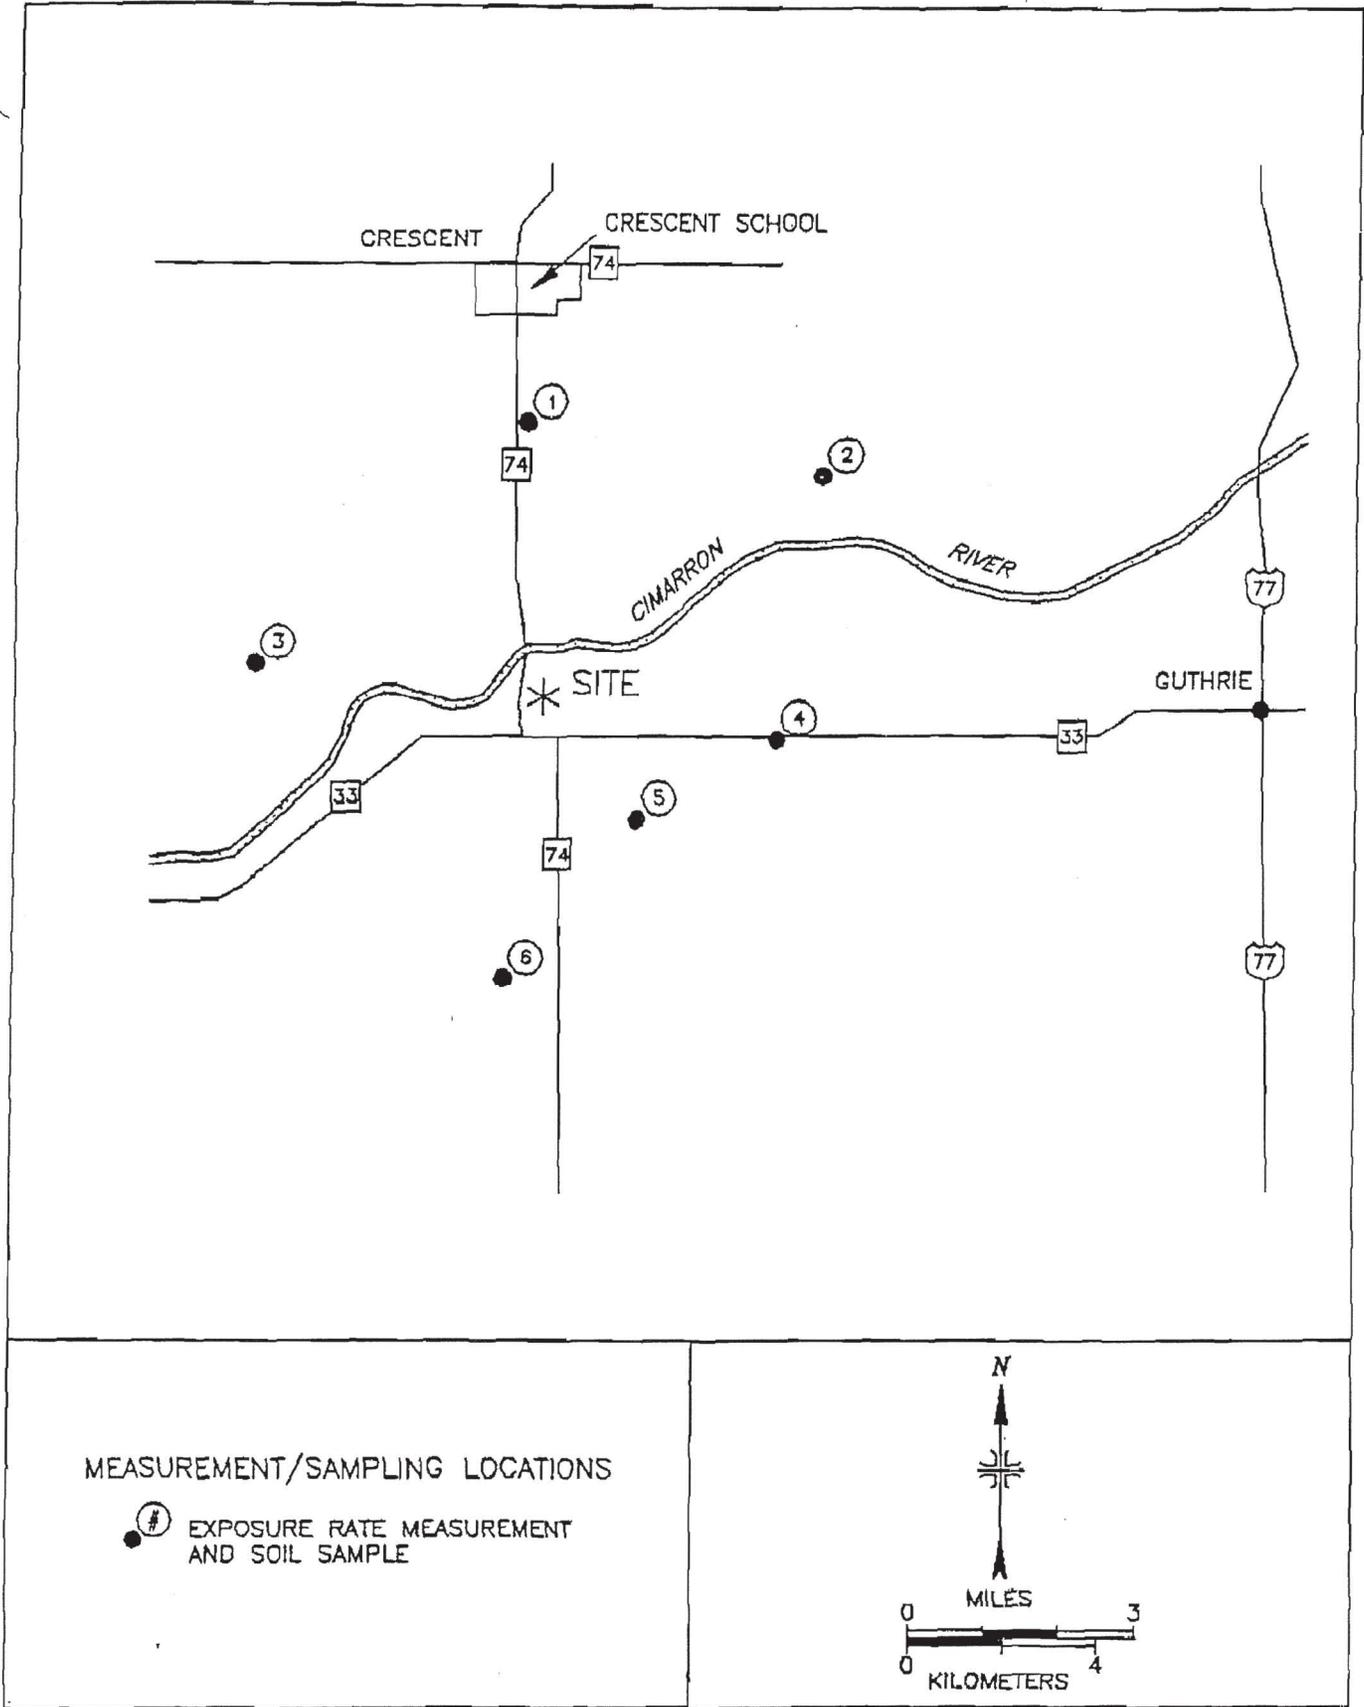 CRESCENT
CRESCENT SCHOOL
74
1
74
2
CIMARRON
RIVER
77
3
SITE
GUTHRIE
4
33
33
5
74
6
77
MEASUREMENT/SAMPLING LOCATIONS
#
EXPOSURE RATE MEASUREMENT
AND SOIL SAMPLE
N
MILES
0 3
0 4
KILOMETERS